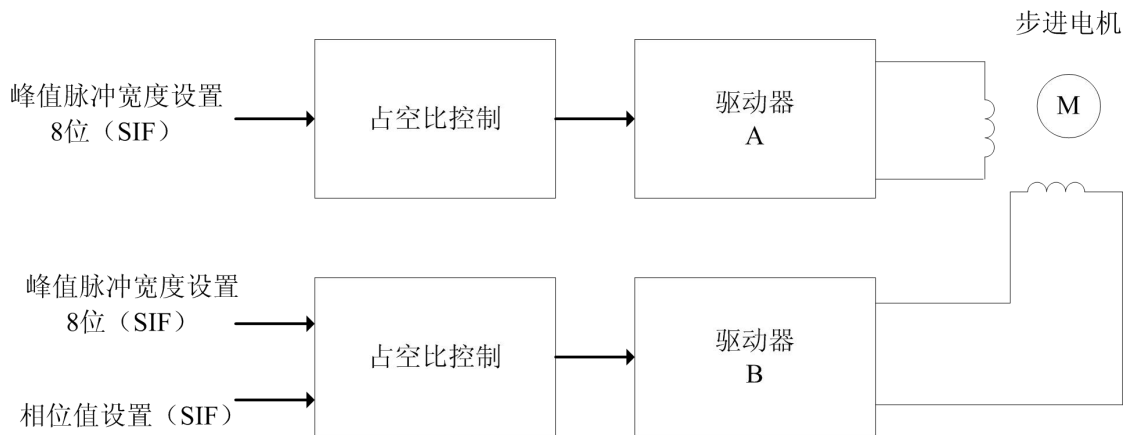 步进电机
峰值脉冲宽度设置
8位（SIF）
占空比控制
驱动器
A
M
峰值脉冲宽度设置
8位（SIF）
相位值设置（SIF）
占空比控制
驱动器
B